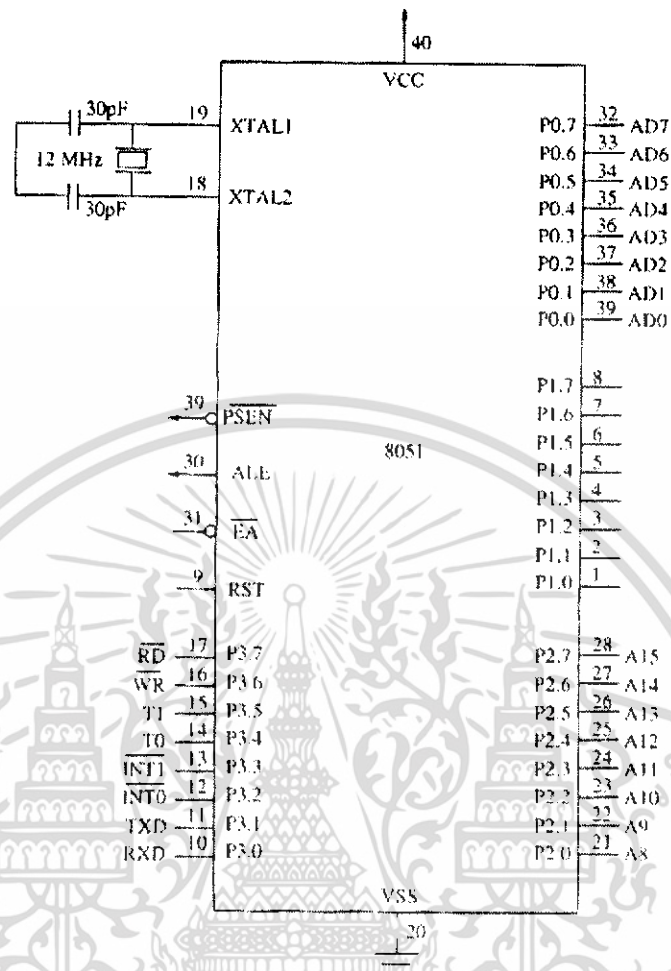 40
VCC
30pF
19
XTAL1
12 MHz
18
XTAL2
30pF
P0.7 32 AD7
P0.6 33 AD6
P0.5 34 AD5
P0.4 35 AD4
P0.3 36 AD3
P0.2 37 AD2
P0.1 38 AD1
P0.0 39 AD0
P1.7 8
P1.6 7
P1.5 6
P1.4 5
P1.3 4
P1.2 3
P1.1 2
P1.0 1
39 PSEN
8051
30 ALE
31 EA
9 RST
RD 17 P3.7
WR 16 P3.6
T1 15 P3.5
T0 14 P3.4
INT1 13 P3.3
INT0 12 P3.2
TXD 11 P3.1
RXD 10 P3.0
P2.7 28 A15
P2.6 27 A14
P2.5 26 A13
P2.4 25 A12
P2.3 24 A11
P2.2 23 A10
P2.1 22 A9
P2.0 21 A8
VSS
20